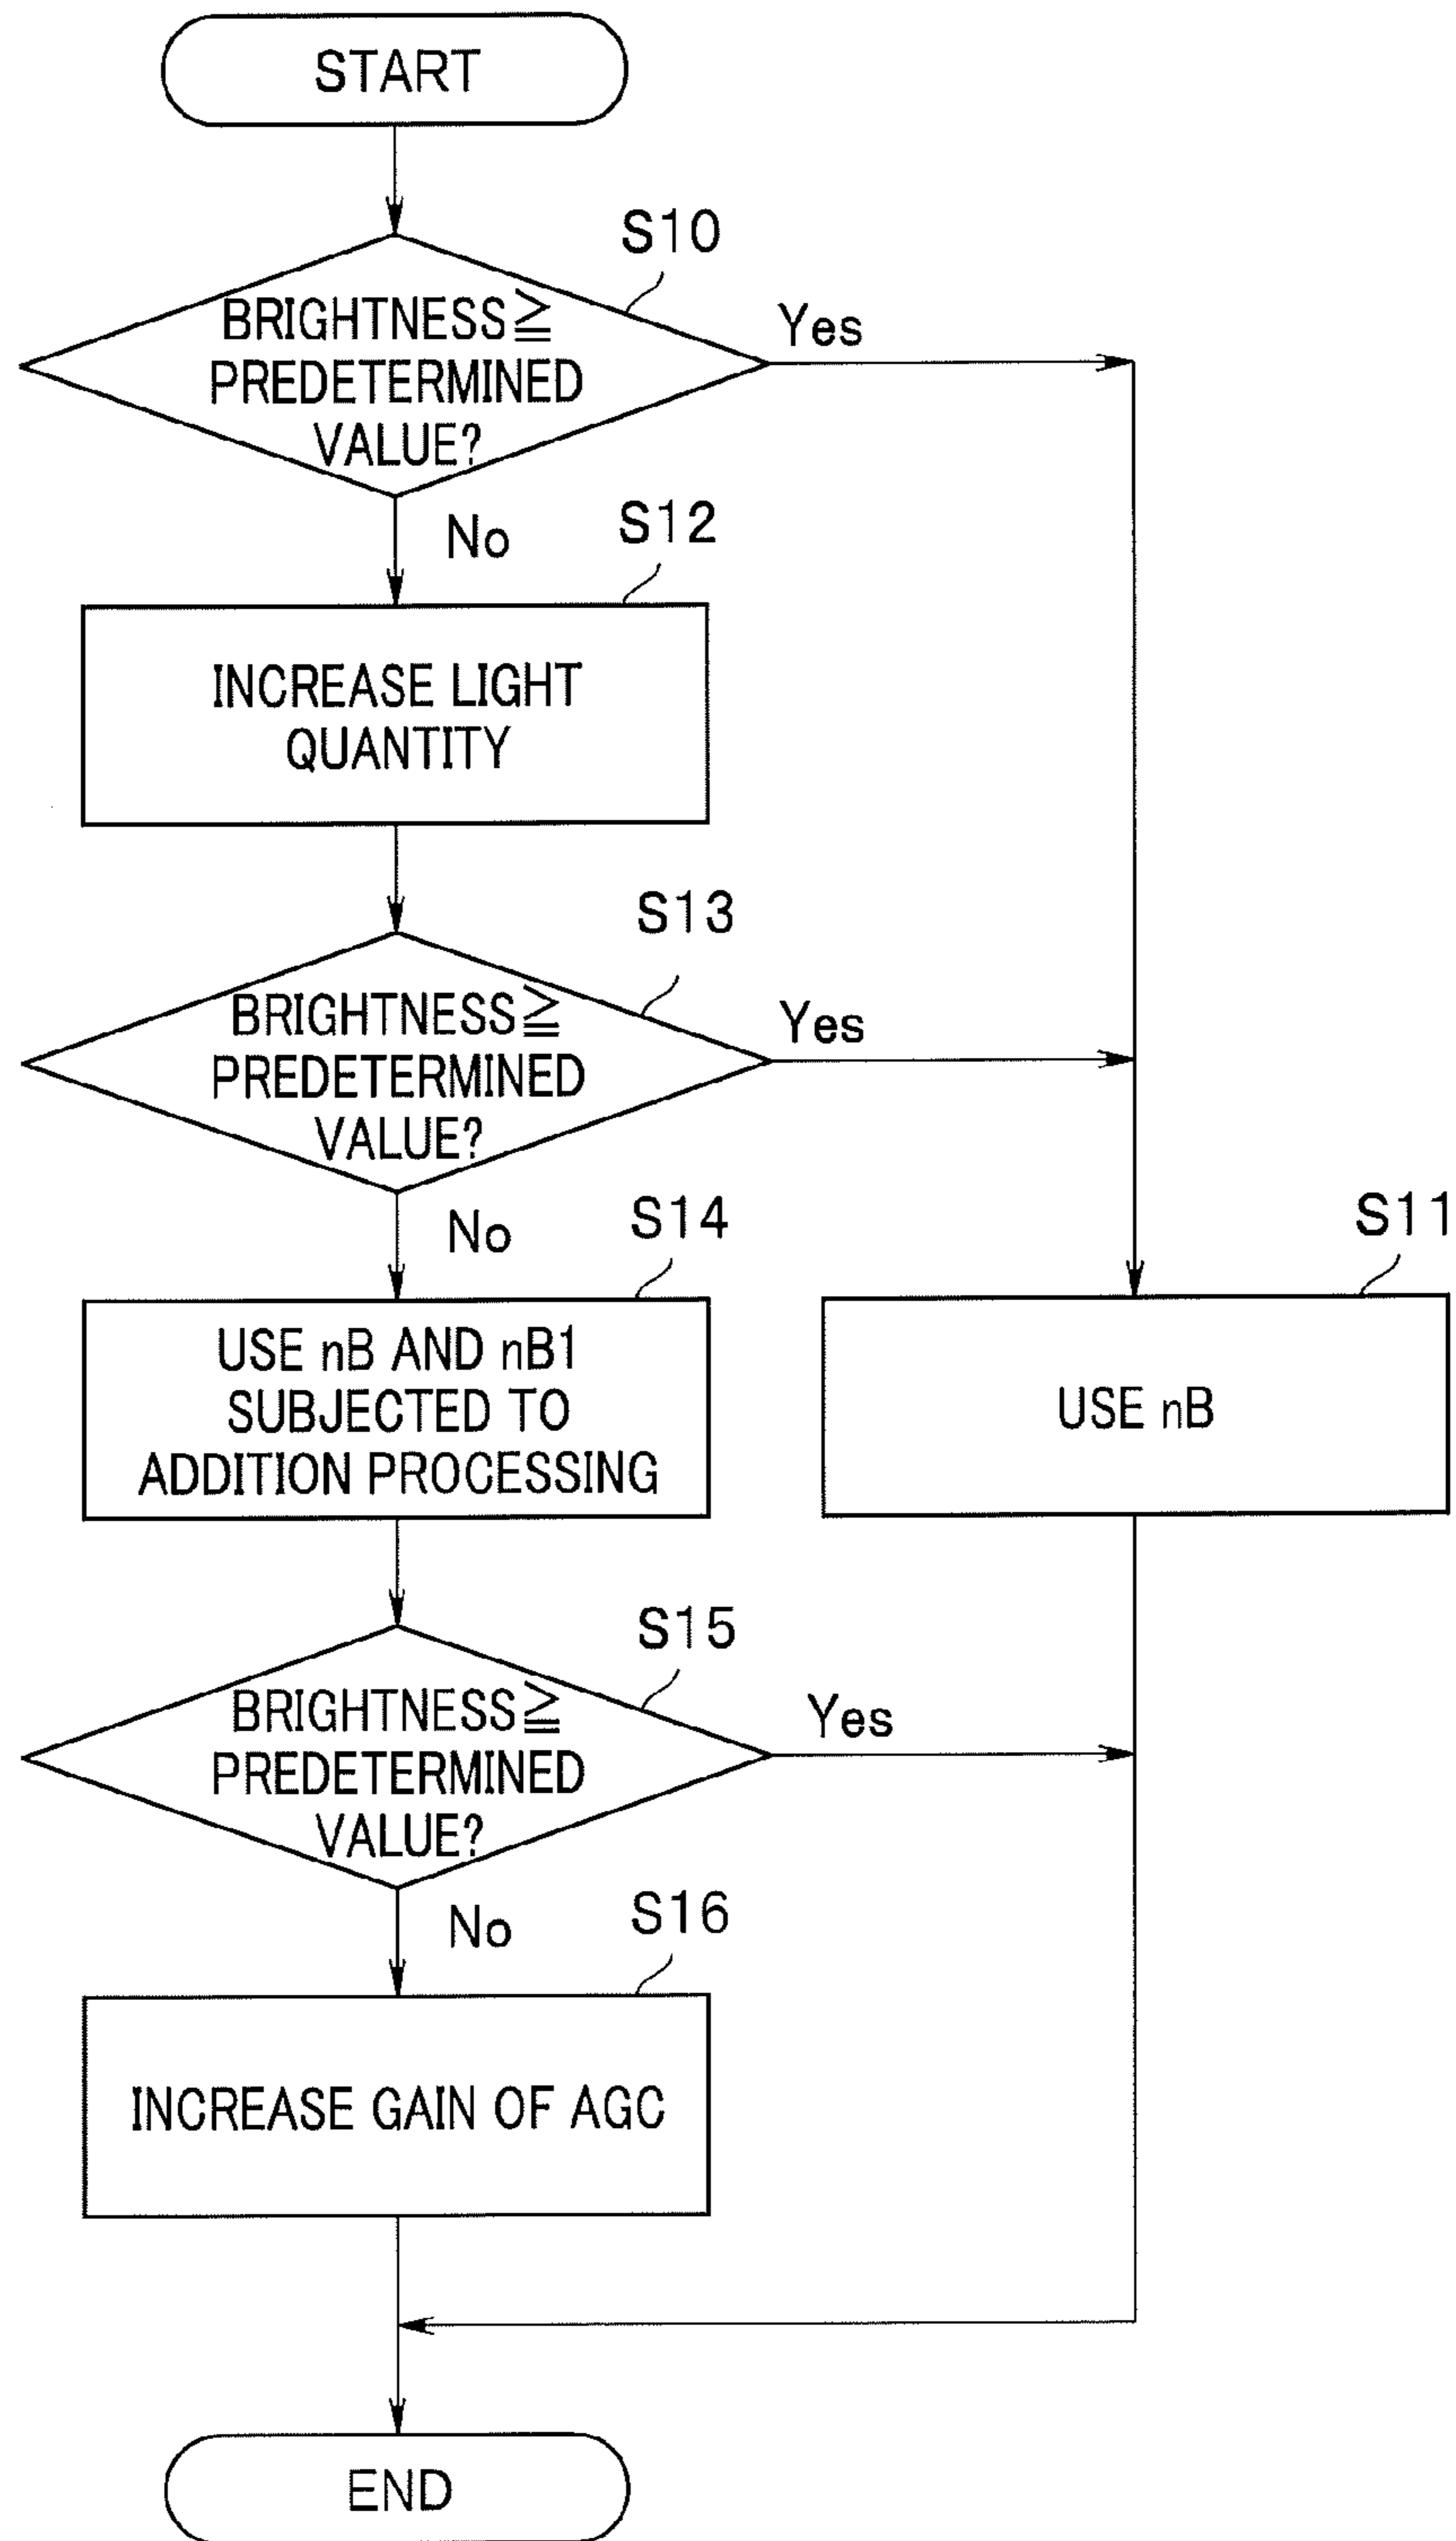 START
S10
BRIGHTNESS≧
PREDETERMINED
VALUE?
Yes
No
S12
INCREASE LIGHT
QUANTITY
S13
BRIGHTNESS≧
PREDETERMINED
VALUE?
Yes
No
S14
USE nB AND nB1
SUBJECTED TO
ADDITION PROCESSING
S11
USE nB
S15
BRIGHTNESS≧
PREDETERMINED
VALUE?
Yes
No
S16
INCREASE GAIN OF AGC
END